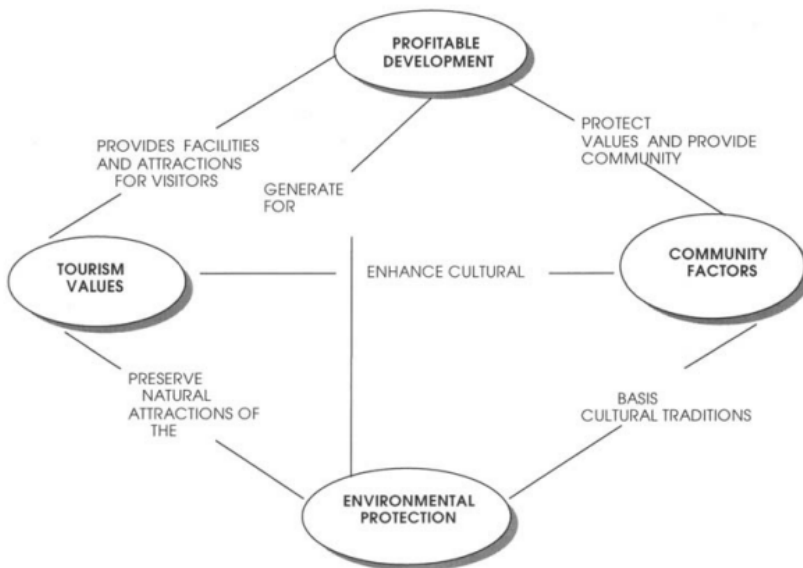 PROFITABLE
DEVELOPMENT
PROVIDES FACILITIES
AND ATTRACTIONS
FOR VISITORS
PROTECT
VALUES AND PROVIDE
COMMUNITY
GENERATE
FOR
TOURISM
VALUES
ENHANCE CULTURAL
COMMUNITY
FACTORS
PRESERVE
NATURAL
ATTRACTIONS OF
THE
BASIS
CULTURAL TRADITIONS
ENVIRONMENTAL
PROTECTION